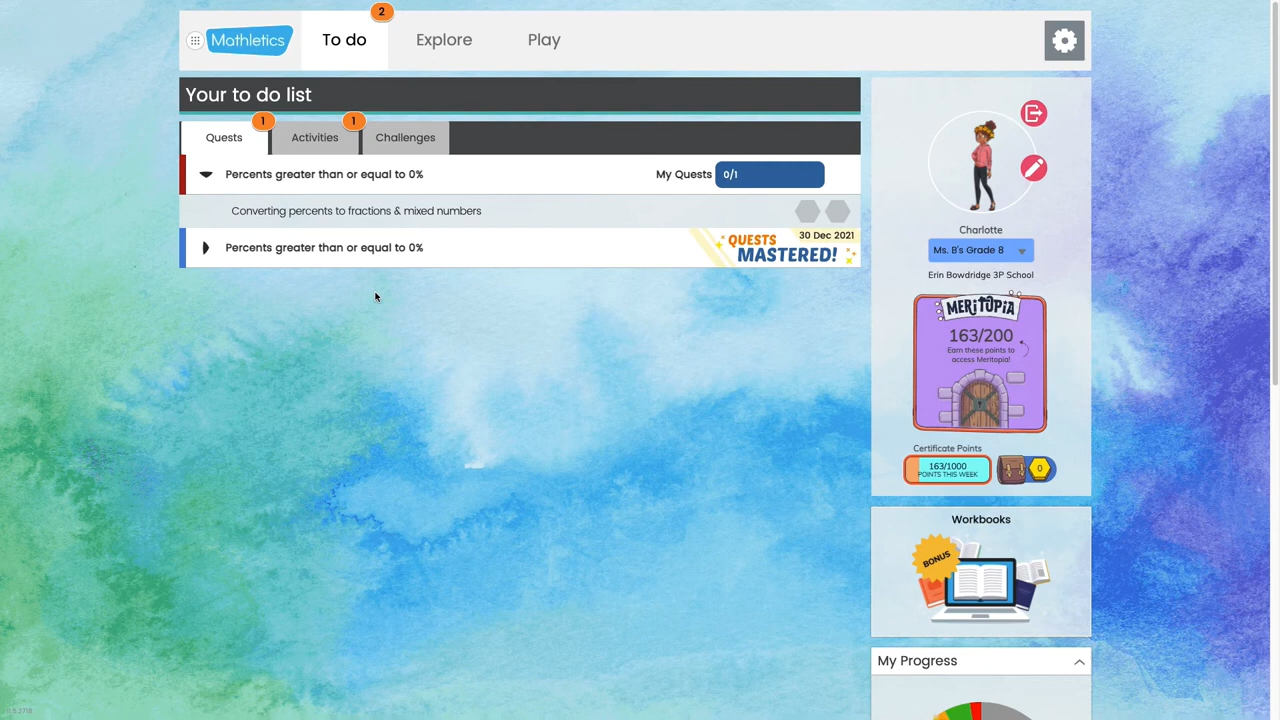 2
Mathletics
To do
Explore
Play
Your to do list
1
1
Quests
Activities
Challenges
Percents greater than or equal to 0%
My Quests
0/1
Converting percents to fractions & mixed numbers
Percents greater than or equal to 0%
30 Dec 2021
QUESTS
MASTERED!
Charlotte
Ms. B's Grade 8
Erin Bowdridge 3P School
MERITOPIA
163/200
Earn these points to
access Meritopia!
Certificate Points
163/1000
POINTS THIS WEEK
0
Workbooks
BONUS
My Progress